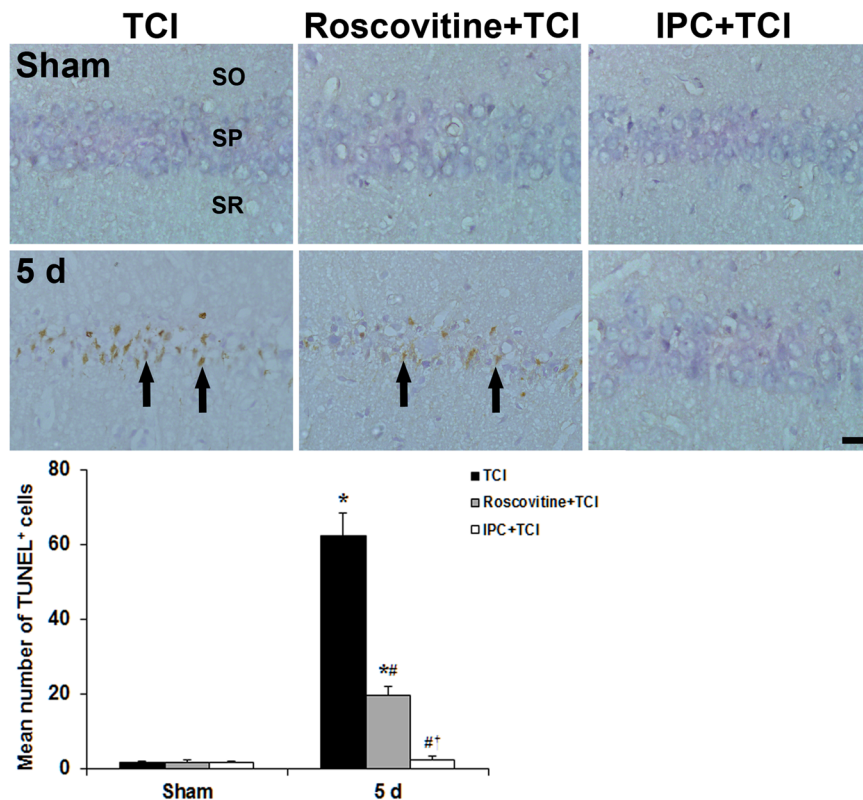 TCI Roscovitine+TCI IPC+TCI
Sham
SO
SP
SR
5 d
80
60
40
20
0
Mean number of TUNEL⁺ cells
TCI
Roscovitine+TCI
IPC+TCI
*
*#
#†
Sham 5 d